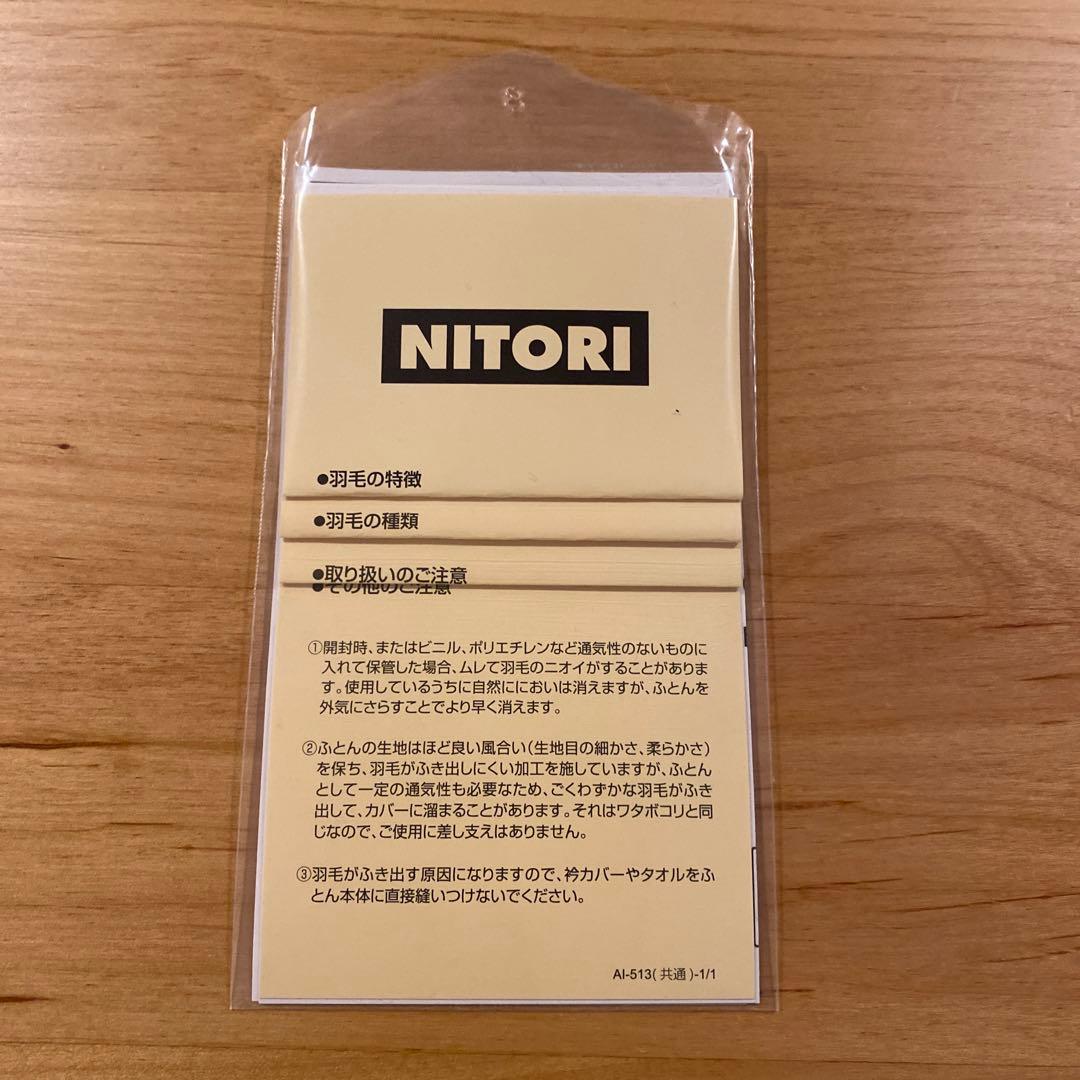 NITORI
●羽毛の特徴
●羽毛の種類
●取り扱いのご注意
●その他のご注意
①開封時、またはビニル、ポリエチレンなど通気性のないものに
入れて保管した場合、ムレて羽毛のニオイがすることがありま
す。使用しているうちに自然ににおいは消えますが、ふとんを
外気にさらすことでより早く消えます。
②ふとんの生地はほど良い風合い(生地目の細かさ、柔らかさ)
を保ち、羽毛がふき出しにくい加工を施していますが、ふとん
として一定の通気性も必要なため、ごくわずかな羽毛がふき
出して、カバーに溜まることがあります。それはワタボコリと同
じなので、ご使用に差し支えはありません。
③羽毛がふき出す原因になりますので、衿カバーやタオルをふ
とん本体に直接縫いつけないでください。
AI-513(共通)-1/1